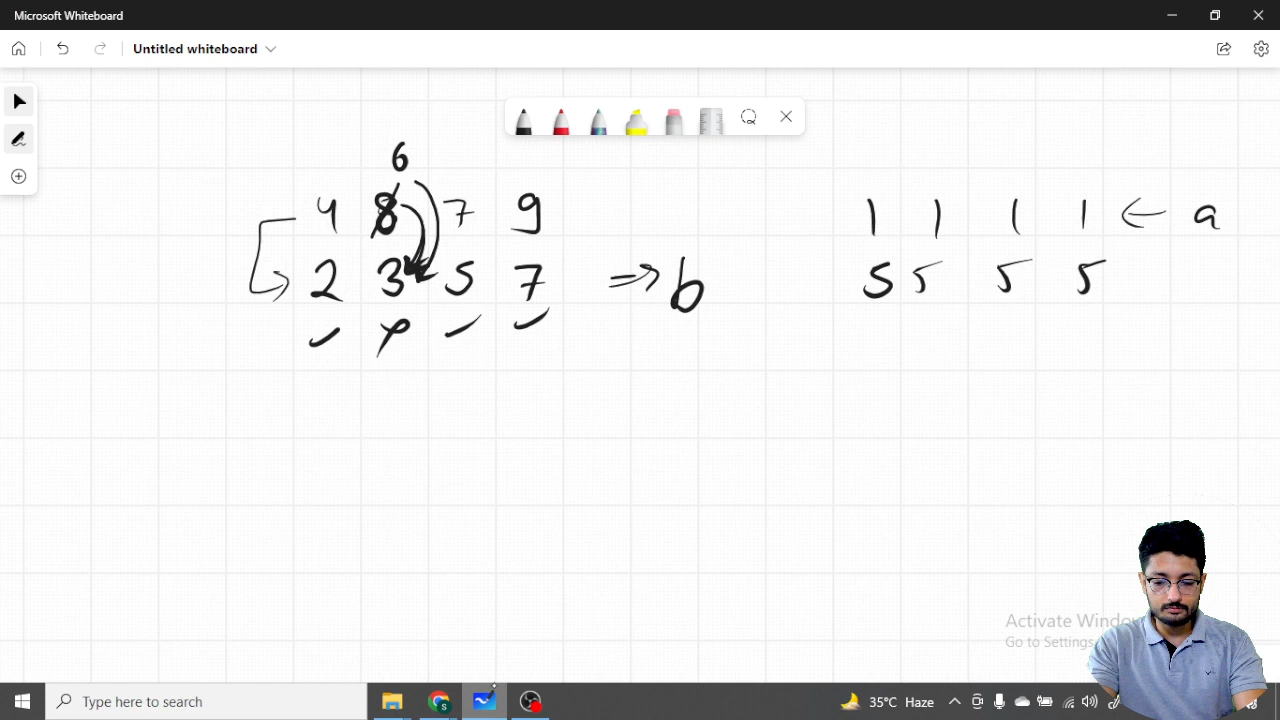 Microsoft Whiteboard
Untitled whiteboard
6
4 8 7 9
2 3 5 7 => b
1 1 1 1 ← a
5 5 5 5
Activate Windo
Go to Settings
Type here to search
35°C Haze